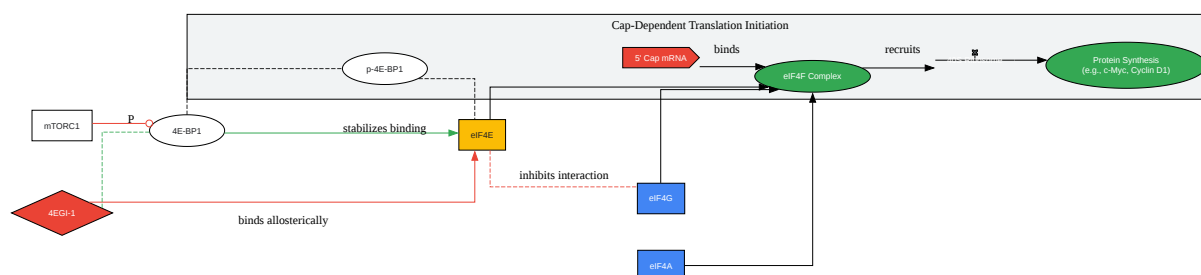 Cap-Dependent Translation Initiation
p-4E-BP1
5' Cap mRNA
binds
eIF4F Complex
recruits
Protein Synthesis
(e.g., c-Myc, Cyclin D1)
mTORC1
P
4E-BP1
stabilizes binding
eIF4E
inhibits interaction
4EGI-1
binds allosterically
eIF4G
eIF4A